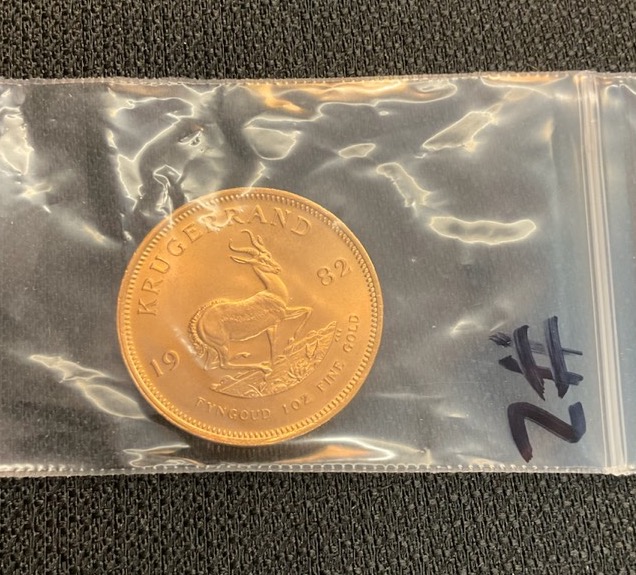 KRUGERRAND
19 82
FYNGOUD 1OZ FINE GOLD
#2